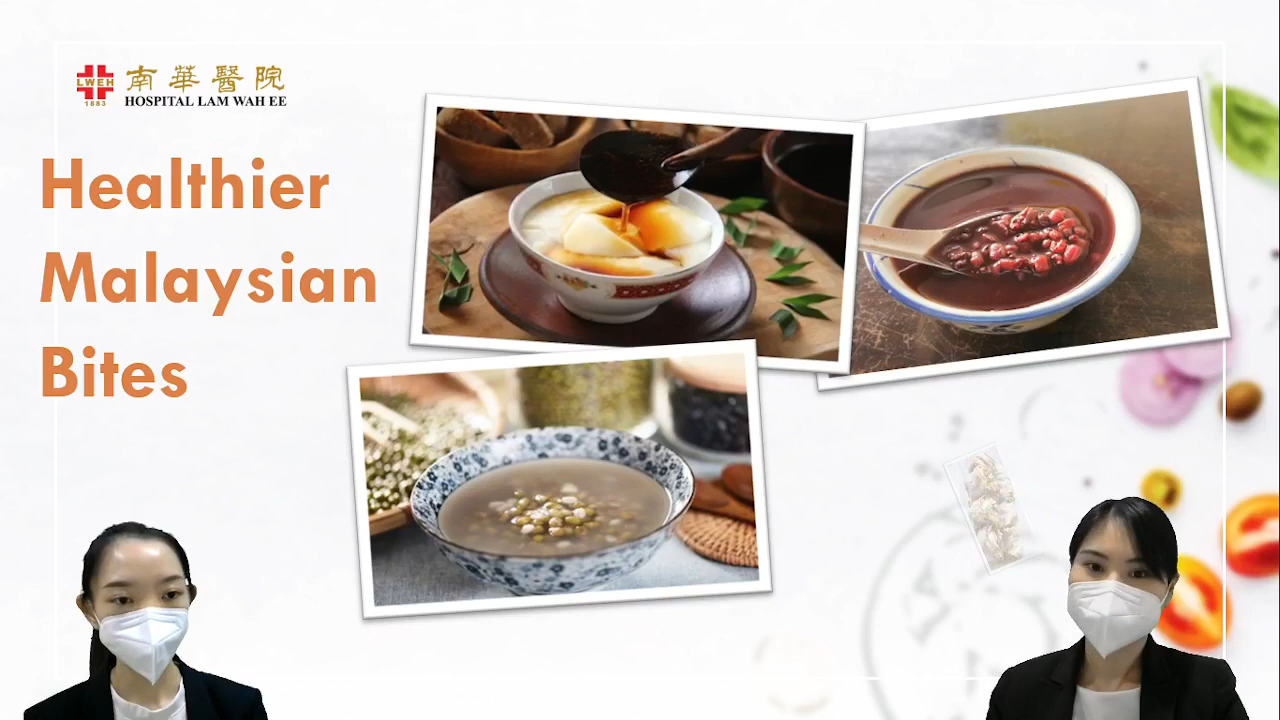 LWEH
1883
南華醫院
HOSPITAL LAM WAH EE
Healthier
Malaysian
Bites